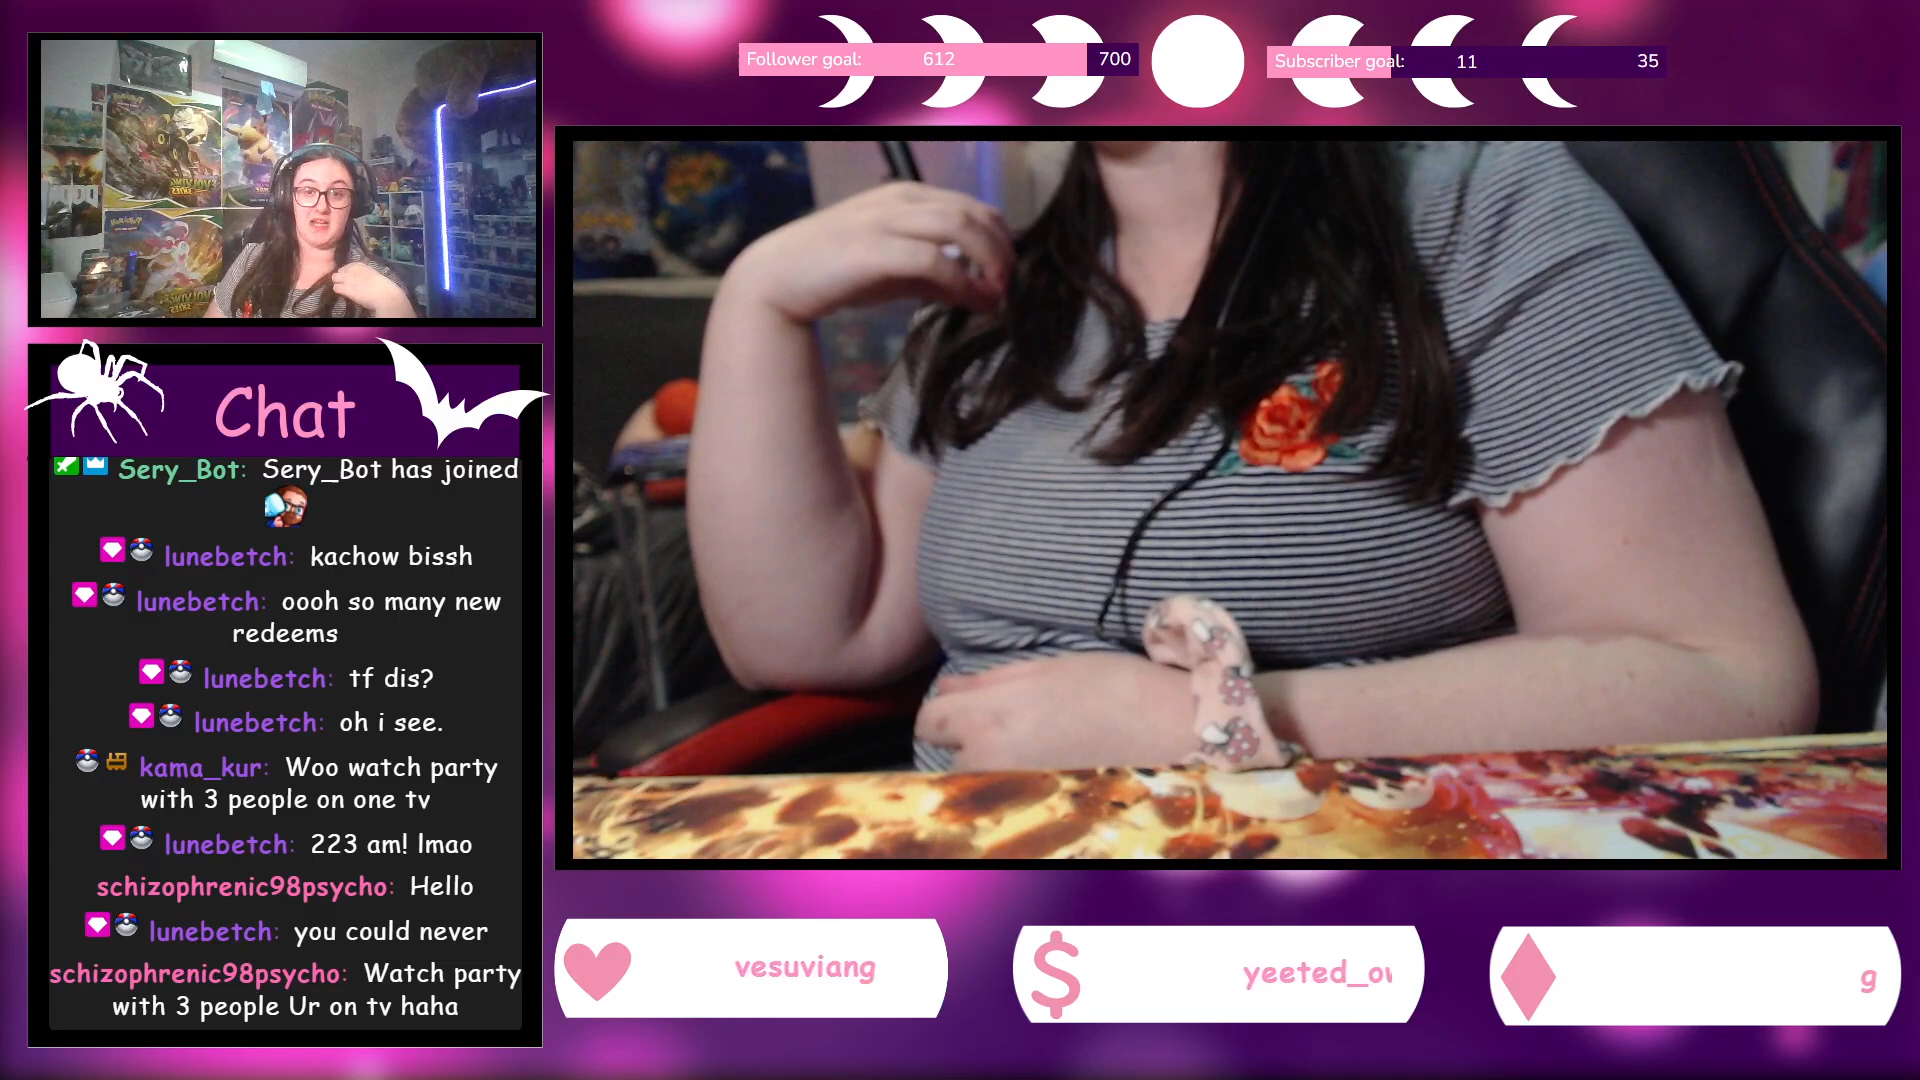 Follower goal: 612 700
Subscriber goal: 11 35
Chat
Sery_Bot: Sery_Bot has joined
lunebetch: kachow bissh
lunebetch: oooh so many new
redeems
lunebetch: tf dis?
lunebetch: oh i see.
kama_kur: Woo watch party
with 3 people on one tv
lunebetch: 223 am! lmao
schizophrenic98psycho: Hello
lunebetch: you could never
schizophrenic98psycho: Watch party
with 3 people Ur on tv haha
vesuviang
yeeted_ou
g